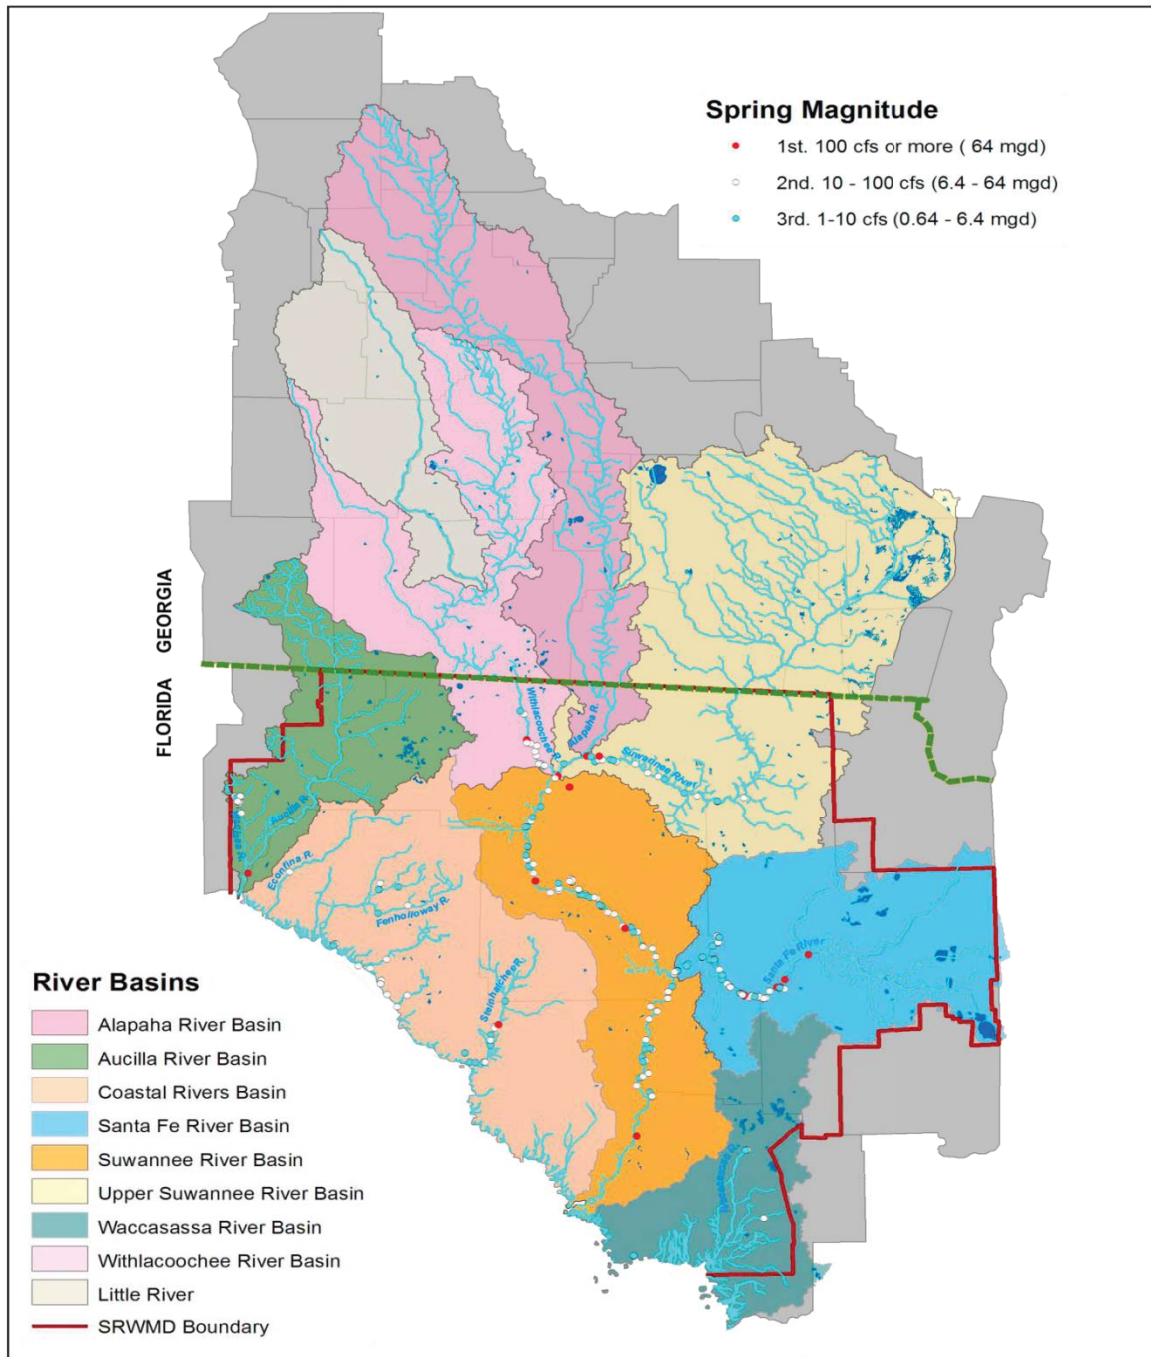 Spring Magnitude
1st. 100 cfs or more ( 64 mgd)
2nd. 10 - 100 cfs (6.4 - 64 mgd)
3rd. 1-10 cfs (0.64 - 6.4 mgd)
GEORGIA
FLORIDA
Withlacoochee R.
Alapaha R.
Suwannee River
Aucilla R.
Econfina R.
Fenholloway R.
Steinhatchee R.
Santa Fe River
River Basins
Alapaha River Basin
Aucilla River Basin
Coastal Rivers Basin
Santa Fe River Basin
Suwannee River Basin
Upper Suwannee River Basin
Waccasassa River Basin
Withlacoochee River Basin
Little River
SRWMD Boundary